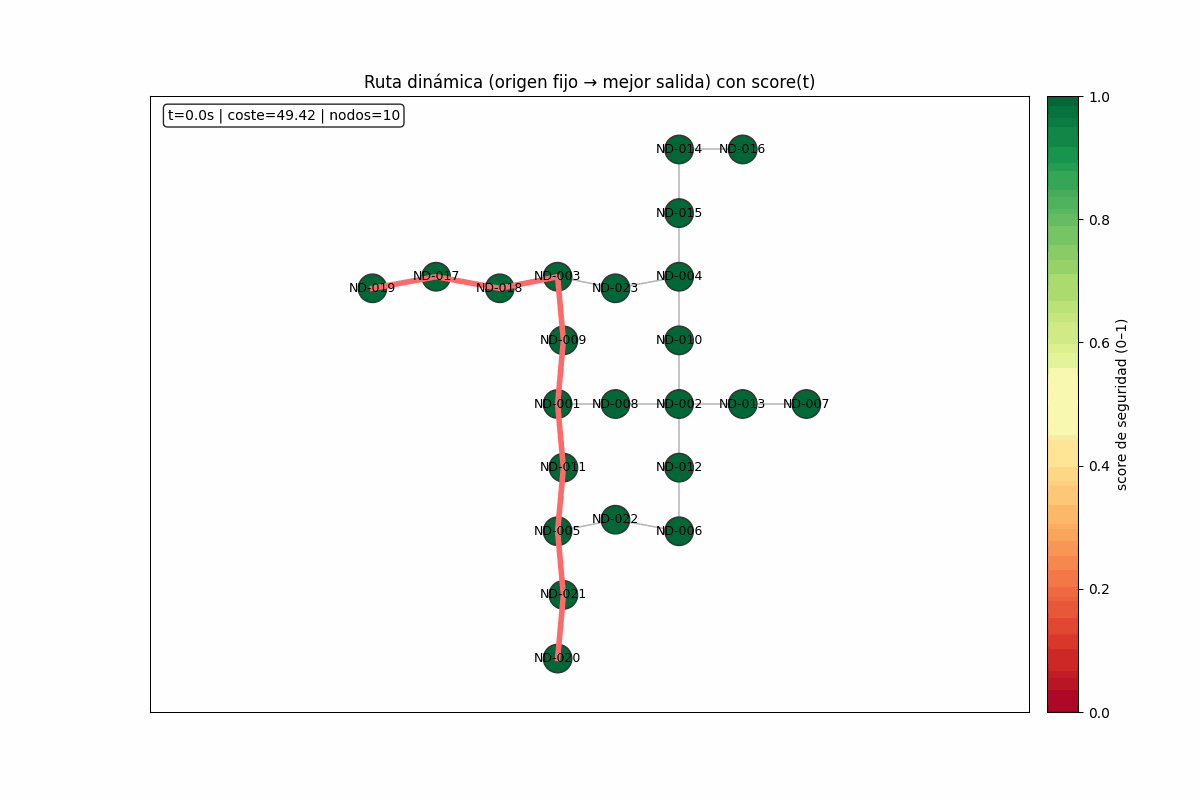 Ruta dinámica (origen fijo → mejor salida) con score(t)
t=0.0s | coste=49.42 | nodos=10
ND-014 ND-016
ND-015
ND-019 ND-017 ND-018 ND-003 ND-023 ND-004
ND-009 ND-010
ND-001 ND-008 ND-002 ND-013 ND-007
ND-011 ND-012
ND-005 ND-022 ND-006
ND-021
ND-020
1.0
0.8
0.6
0.4
0.2
0.0
score de seguridad (0–1)